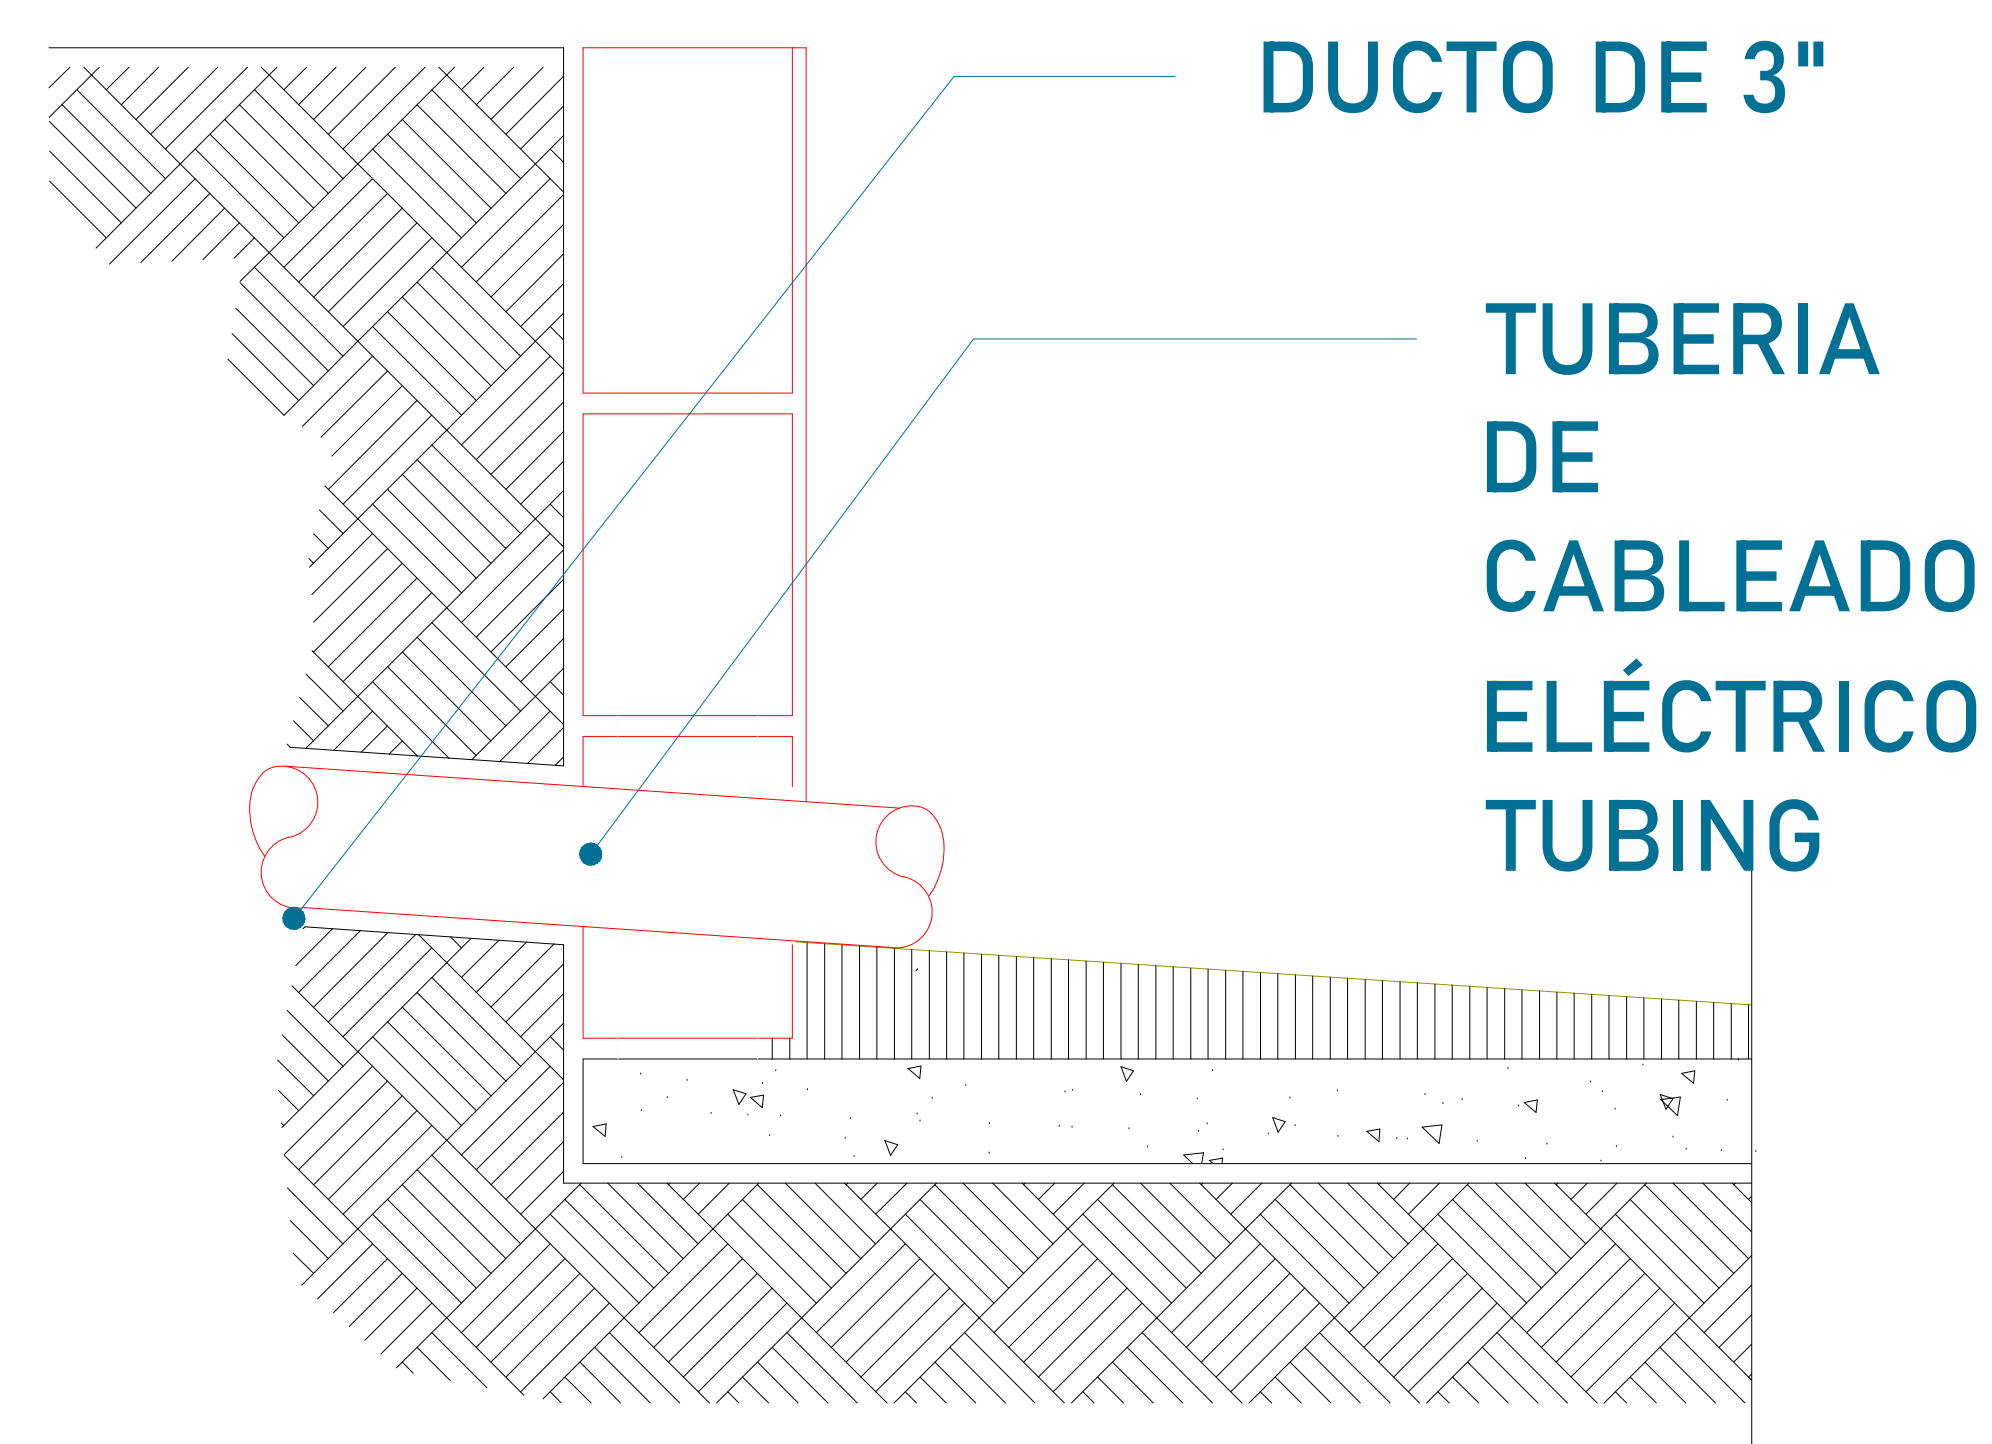 DUCTO DE 3"
TUBERIA
DE
CABLEADO
ELÉCTRICO
TUBING